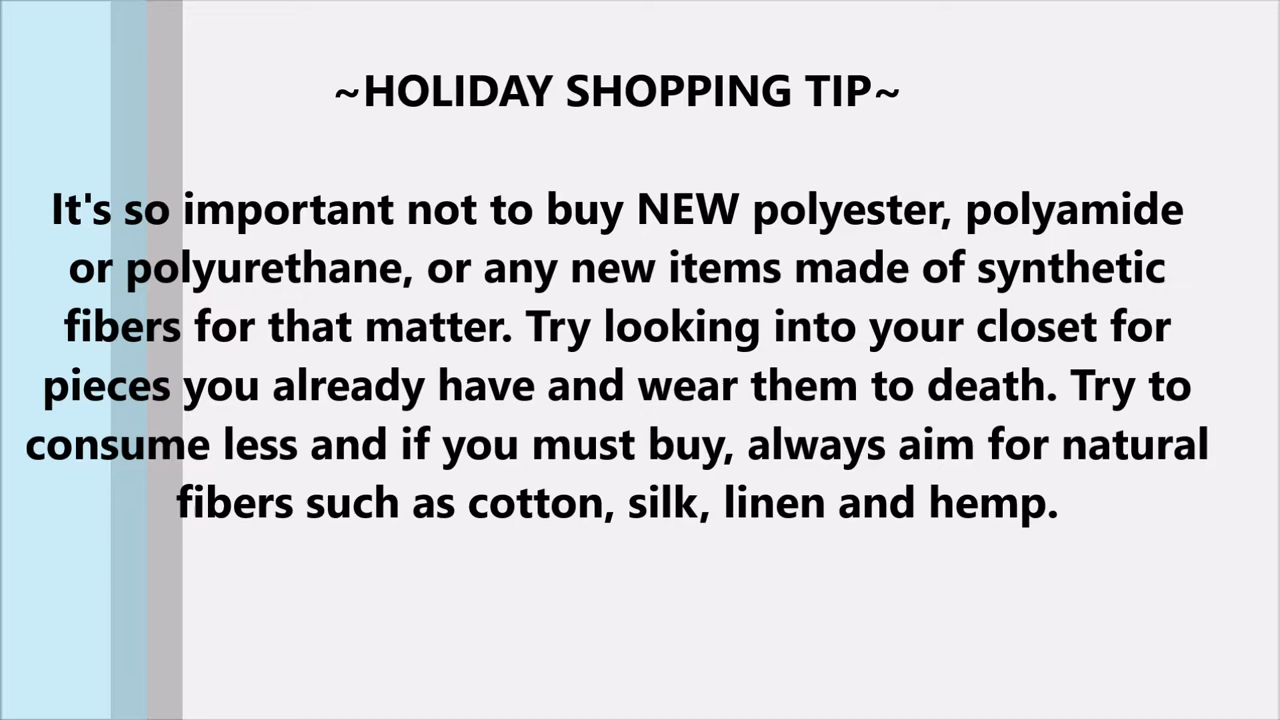 ~HOLIDAY SHOPPING TIP~
It's so important not to buy NEW polyester, polyamide
or polyurethane, or any new items made of synthetic
fibers for that matter. Try looking into your closet for
pieces you already have and wear them to death. Try to
consume less and if you must buy, always aim for natural
fibers such as cotton, silk, linen and hemp.